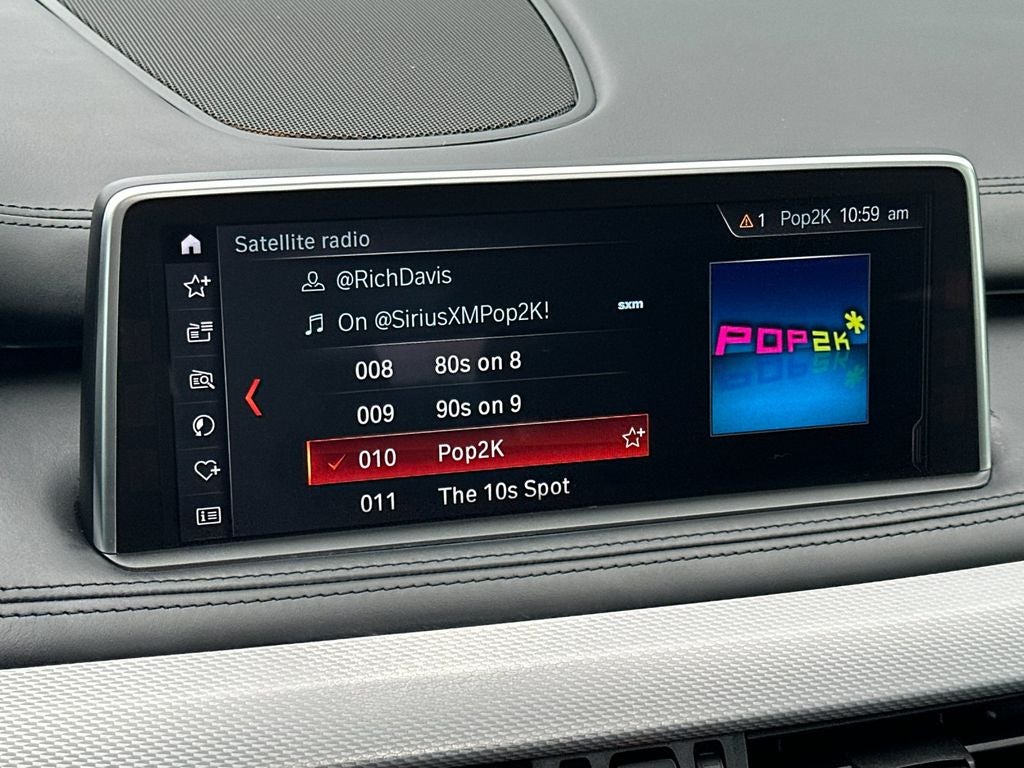 Satellite radio
1 Pop2K 10:59 am
@RichDavis
On @SiriusXMPop2K!
sxm
008 80s on 8
009 90s on 9
010 Pop2K
011 The 10s Spot
POP2K*